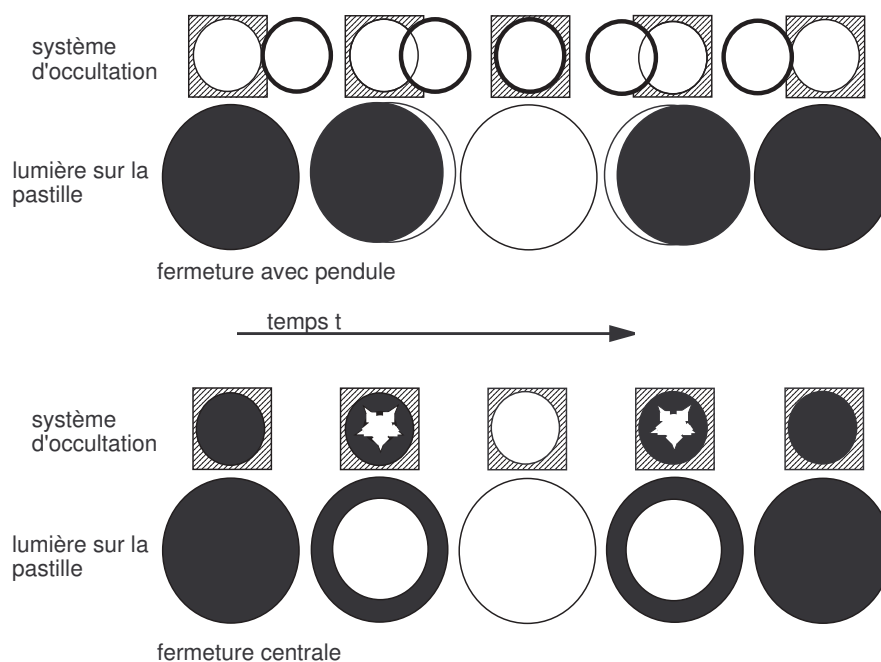 système
d'occultation
lumière sur la
pastille
fermeture avec pendule
temps t
système
d'occultation
lumière sur la
pastille
fermeture centrale